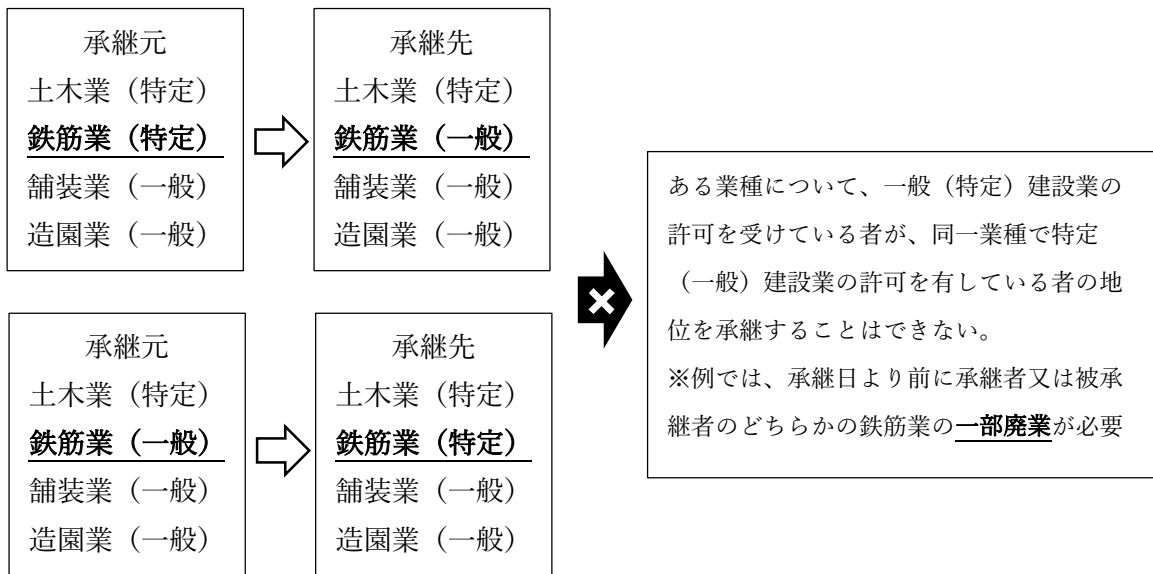 承継元
土木業（特定）
鉄筋業（特定）
舗装業（一般）
造園業（一般）
承継先
土木業（特定）
鉄筋業（一般）
舗装業（一般）
造園業（一般）
承継元
土木業（特定）
鉄筋業（一般）
舗装業（一般）
造園業（一般）
承継先
土木業（特定）
鉄筋業（特定）
舗装業（一般）
造園業（一般）
ある業種について、一般（特定）建設業の
許可を受けている者が、同一業種で特定
（一般）建設業の許可を有している者の地
位を承継することはできない。
※例では、承継日より前に承継者又は被承
継者のどちらかの鉄筋業の一部廃業が必要